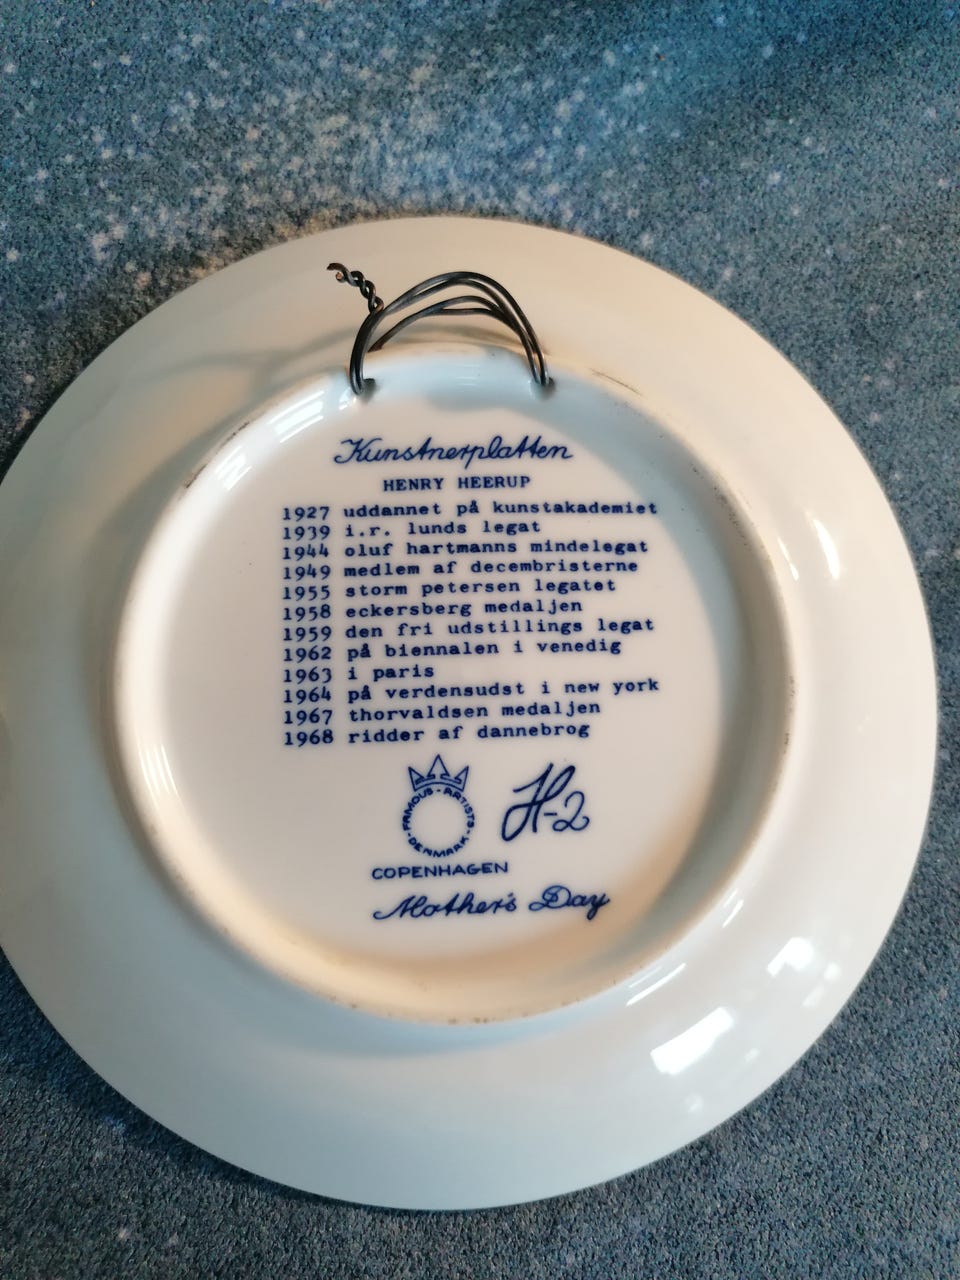 Kunstnerplatten
HENRY HEERUP
1927 uddannet på kunstakademiet
1939 i.r. lunds legat
1944 oluf hartmanns mindelegat
1949 medlem af decembristerne
1955 storm petersen legatet
1958 eckersberg medaljen
1959 den fri udstillings legat
1962 på biennalen i venedig
1963 i paris
1964 på verdensudst i new york
1967 thorvaldsen medaljen
1968 ridder af dannebrog
FAMOUS - ARTISTS - DENMARK -
H-2
COPENHAGEN
Mother's Day